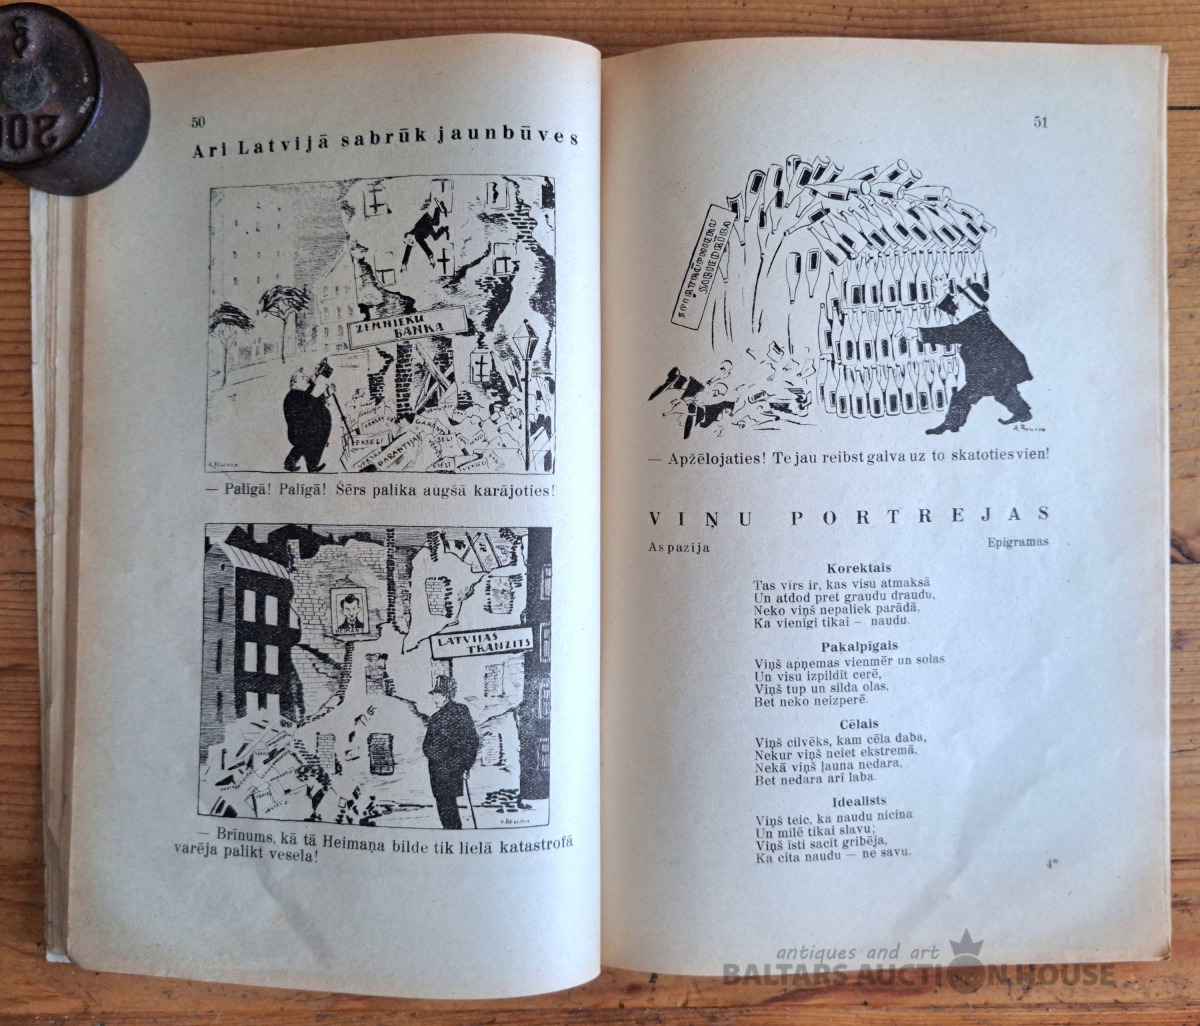 50
Ari Latvijā sabrūk jaunbūves
ZEMNIEKU
BANKA
VEKSELI
GARANTIJA
— Palīgā! Palīgā! Šērs palika augšā karājoties!
LATVIJAS
TRANZITS
— Brīnums, kā tā Heimaņa bilde tik lielā katastrofā
varēja palikt vesela!
51
SABIEDRĪBA
— Apžēlojaties! Te jau reibst galva uz to skatoties vien!
VIŅU PORTREJAS
Aspazija
Epigramas
Korektais
Tas vīrs ir, kas visu atmaksā
Un atdod pret graudu draudu,
Neko viņš nepaliek parādā,
Ka vienīgi tikai — naudu.
Pakalpīgais
Viņš apņemas vienmēr un solas
Un visu izpildīt cerē,
Viņš tup un silda olas,
Bet neko neizperē.
Cēlais
Viņš cilvēks, kam cēla daba,
Nekur viņš neiet ekstremā,
Nekā viņš ļauna nedara,
Bet nedara arī laba.
Idealists
Viņš teic, ka naudu nicina
Un mīlē tikai slavu;
Viņš īsti sacīt gribēja,
Ka cita naudu — ne savu.
4*
antiques and art
BALTARS AUCTION HOUSE